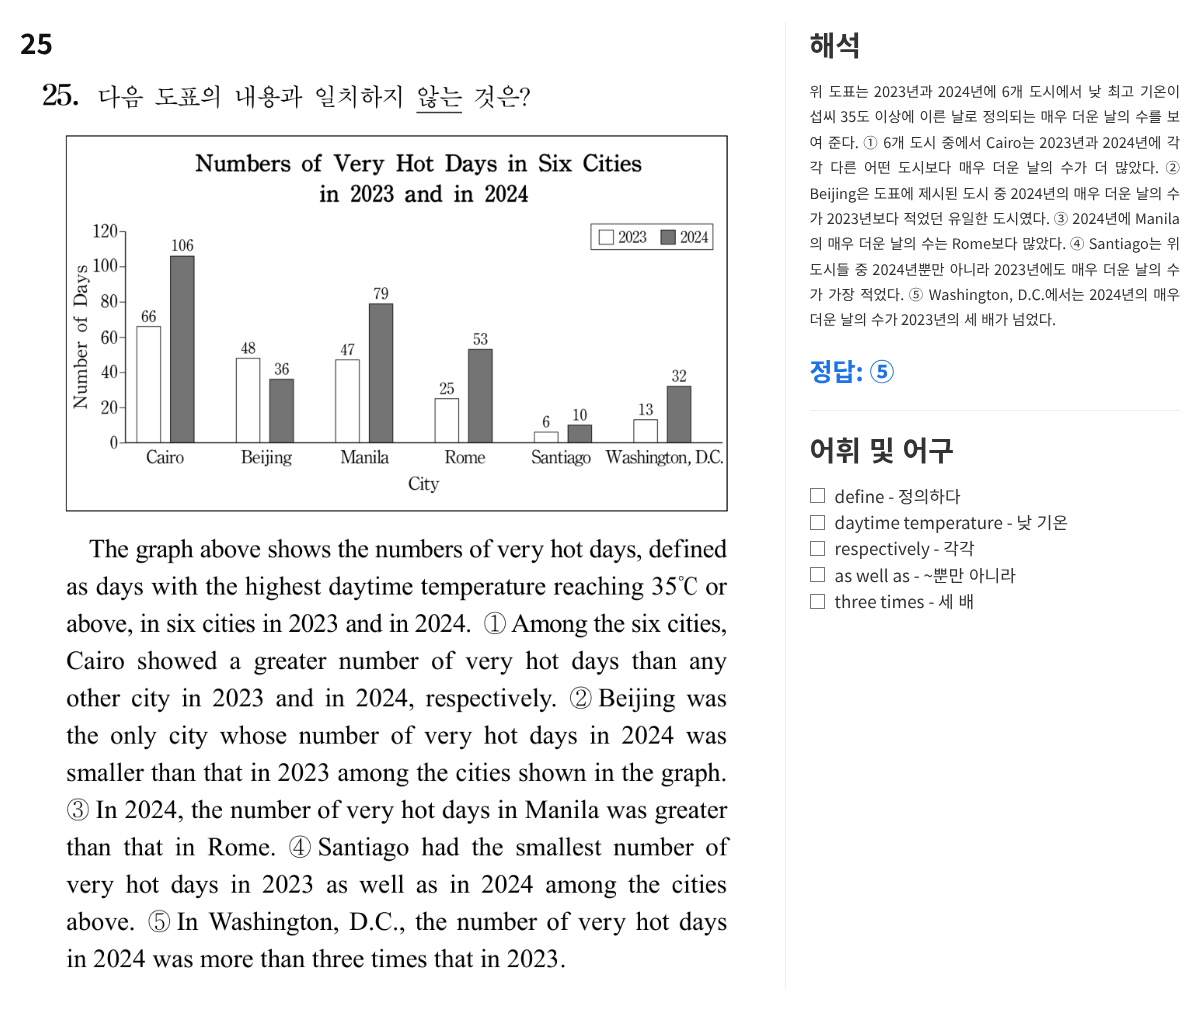 25
25. 다음 도표의 내용과 일치하지 않는 것은?
Numbers of Very Hot Days in Six Cities
in 2023 and in 2024
2023 2024
Number of Days
120
100
80
60
40
20
0
66 106
48 36
47 79
25 53
6 10
13 32
Cairo Beijing Manila Rome Santiago Washington, D.C.
City
The graph above shows the numbers of very hot days, defined
as days with the highest daytime temperature reaching 35℃ or
above, in six cities in 2023 and in 2024. ① Among the six cities,
Cairo showed a greater number of very hot days than any
other city in 2023 and in 2024, respectively. ② Beijing was
the only city whose number of very hot days in 2024 was
smaller than that in 2023 among the cities shown in the graph.
③ In 2024, the number of very hot days in Manila was greater
than that in Rome. ④ Santiago had the smallest number of
very hot days in 2023 as well as in 2024 among the cities
above. ⑤ In Washington, D.C., the number of very hot days
in 2024 was more than three times that in 2023.
해석
위 도표는 2023년과 2024년에 6개 도시에서 낮 최고 기온이
섭씨 35도 이상에 이른 날로 정의되는 매우 더운 날의 수를 보
여 준다. ① 6개 도시 중에서 Cairo는 2023년과 2024년에 각
각 다른 어떤 도시보다 매우 더운 날의 수가 더 많았다. ②
Beijing은 도표에 제시된 도시 중 2024년의 매우 더운 날의 수
가 2023년보다 적었던 유일한 도시였다. ③ 2024년에 Manila
의 매우 더운 날의 수는 Rome보다 많았다. ④ Santiago는 위
도시들 중 2024년뿐만 아니라 2023년에도 매우 더운 날의 수
가 가장 적었다. ⑤ Washington, D.C.에서는 2024년의 매우
더운 날의 수가 2023년의 세 배가 넘었다.
정답: ⑤
어휘 및 어구
define - 정의하다
daytime temperature - 낮 기온
respectively - 각각
as well as - ~뿐만 아니라
three times - 세 배